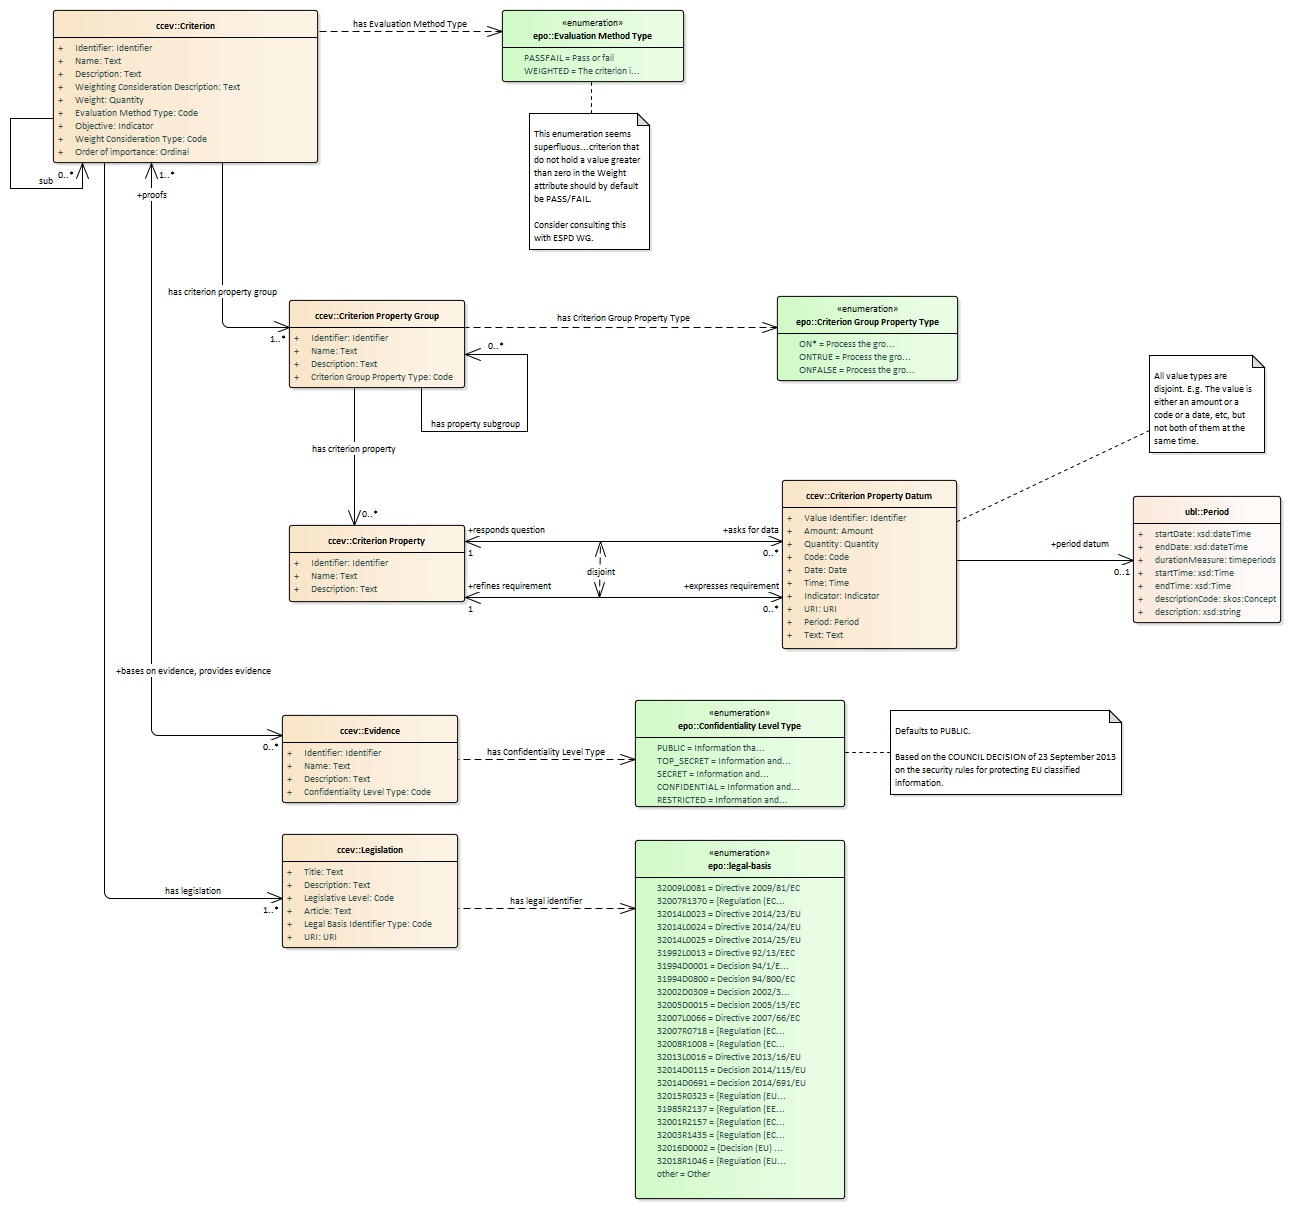 ccev::Criterion
+ Identifier: Identifier
+ Name: Text
+ Description: Text
+ Weighting Consideration Description: Text
+ Weight: Quantity
+ Evaluation Method Type: Code
+ Objective: Indicator
+ Weight Consideration Type: Code
+ Order of importance: Ordinal
has Evaluation Method Type
«enumeration»
epo::Evaluation Method Type
PASSFAIL = Pass or fail
WEIGHTED = The criterion i...
This enumeration seems
superfluous...criterion that
do not hold a value greater
than zero in the Weight
attribute should by default
be PASS/FAIL.
Consider consulting this
with ESPD WG.
sub
0..*
1..*
+proofs
has criterion property group
1..*
ccev::Criterion Property Group
+ Identifier: Identifier
+ Name: Text
+ Description: Text
+ Criterion Group Property Type: Code
has Criterion Group Property Type
«enumeration»
epo::Criterion Group Property Type
ON* = Process the gro...
ONTRUE = Process the gro...
ONFALSE = Process the gro...
0..*
has property subgroup
has criterion property
0..*
All value types are
disjoint. E.g. The value is
either an amount or a
code or a date, etc, but
not both of them at the
same time.
ccev::Criterion Property
+ Identifier: Identifier
+ Name: Text
+ Description: Text
+responds question
1
+asks for data
0..*
disjoint
+refines requirement
1
+expresses requirement
0..*
ccev::Criterion Property Datum
+ Value Identifier: Identifier
+ Amount: Amount
+ Quantity: Quantity
+ Code: Code
+ Date: Date
+ Time: Time
+ Indicator: Indicator
+ URI: URI
+ Period: Period
+ Text: Text
+period datum
0..1
ubl::Period
+ startDate: xsd:dateTime
+ endDate: xsd:dateTime
+ durationMeasure: timeperiods
+ startTime: xsd:Time
+ endTime: xsd:Time
+ descriptionCode: skos:Concept
+ description: xsd:string
+bases on evidence, provides evidence
0..*
ccev::Evidence
+ Identifier: Identifier
+ Name: Text
+ Description: Text
+ Confidentiality Level Type: Code
has Confidentiality Level Type
«enumeration»
epo::Confidentiality Level Type
PUBLIC = Information tha...
TOP_SECRET = Information and...
SECRET = Information and...
CONFIDENTIAL = Information and...
RESTRICTED = Information and...
Defaults to PUBLIC.
Based on the COUNCIL DECISION of 23 September 2013
on the security rules for protecting EU classified
information.
has legislation
1..*
ccev::Legislation
+ Title: Text
+ Description: Text
+ Legislative Level: Code
+ Article: Text
+ Legal Basis Identifier Type: Code
+ URI: URI
has legal identifier
«enumeration»
epo::legal-basis
32009L0081 = Directive 2009/81/EC
32007R1370 = {Regulation (EC...
32014L0023 = Directive 2014/23/EU
32014L0024 = Directive 2014/24/EU
32014L0025 = Directive 2014/25/EU
31992L0013 = Directive 92/13/EEC
31994D0001 = Decision 94/1/E...
31994D0800 = Decision 94/800/EC
32002D0309 = Decision 2002/3...
32005D0015 = Decision 2005/15/EC
32007L0066 = Directive 2007/66/EC
32007R0718 = {Regulation (EC...
32008R1008 = {Regulation (EC...
32013L0016 = Directive 2013/16/EU
32014D0115 = Decision 2014/115/EU
32014D0691 = Decision 2014/691/EU
32015R0323 = {Regulation (EU...
31985R2137 = {Regulation (EE...
32001R2157 = {Regulation (EC...
32003R1435 = {Regulation (EC...
32016D0002 = {Decision (EU) ...
32018R1046 = {Regulation (EU...
other = Other